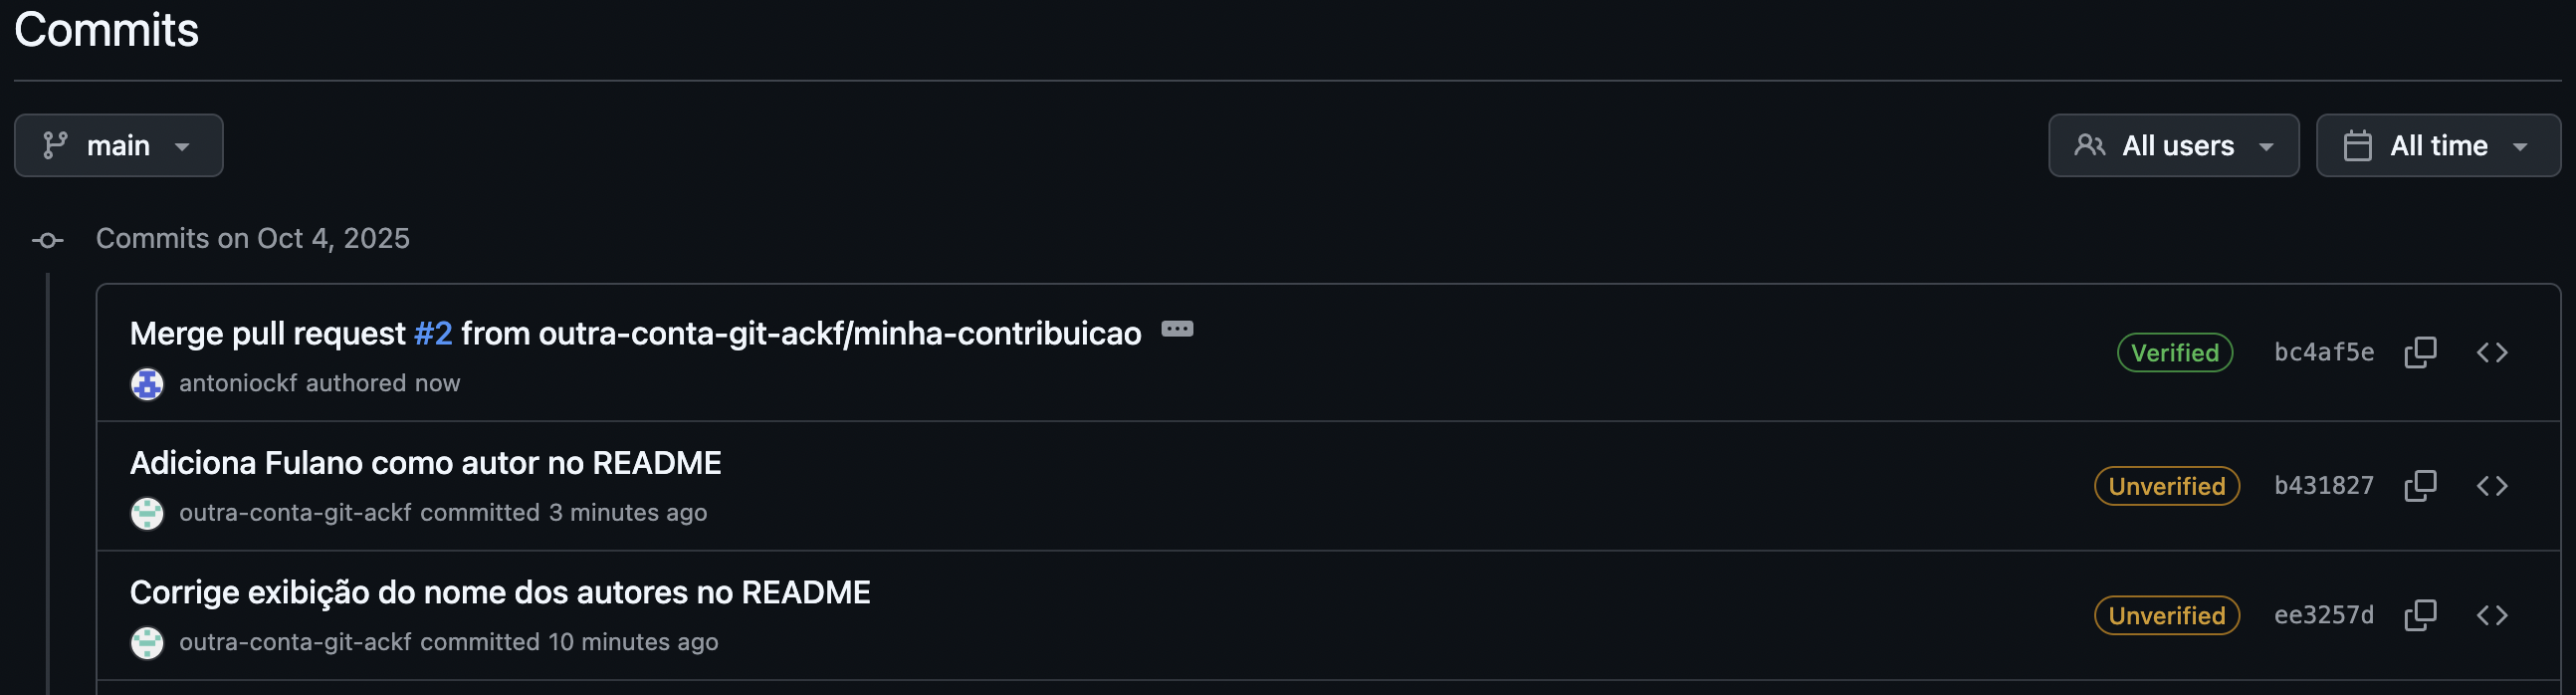 Commits
main
All users
All time
Commits on Oct 4, 2025
Merge pull request #2 from outra-conta-git-ackf/minha-contribuicao
antoniockf authored now
Verified
bc4af5e
Adiciona Fulano como autor no README
outra-conta-git-ackf committed 3 minutes ago
Unverified
b431827
Corrige exibição do nome dos autores no README
outra-conta-git-ackf committed 10 minutes ago
Unverified
ee3257d